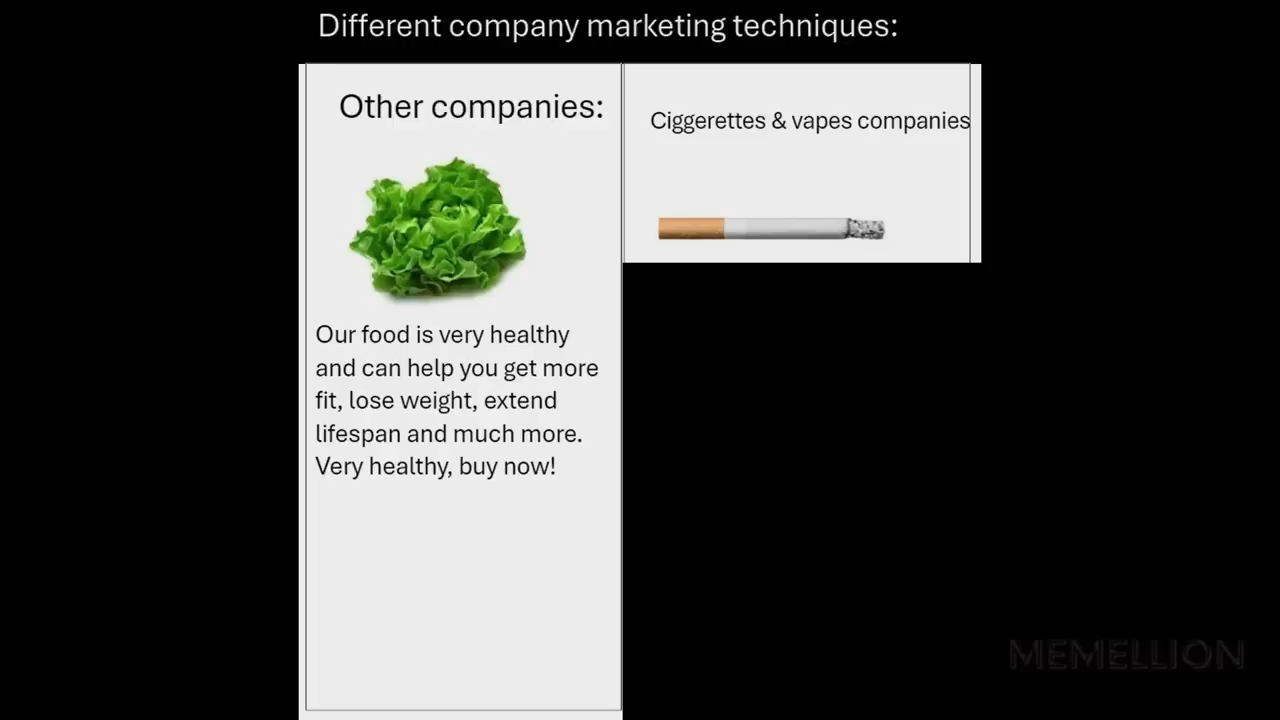 Different company marketing techniques:
Other companies:
Ciggerettes & vapes companies
Our food is very healthy
and can help you get more
fit, lose weight, extend
lifespan and much more.
Very healthy, buy now!
MEMELLION